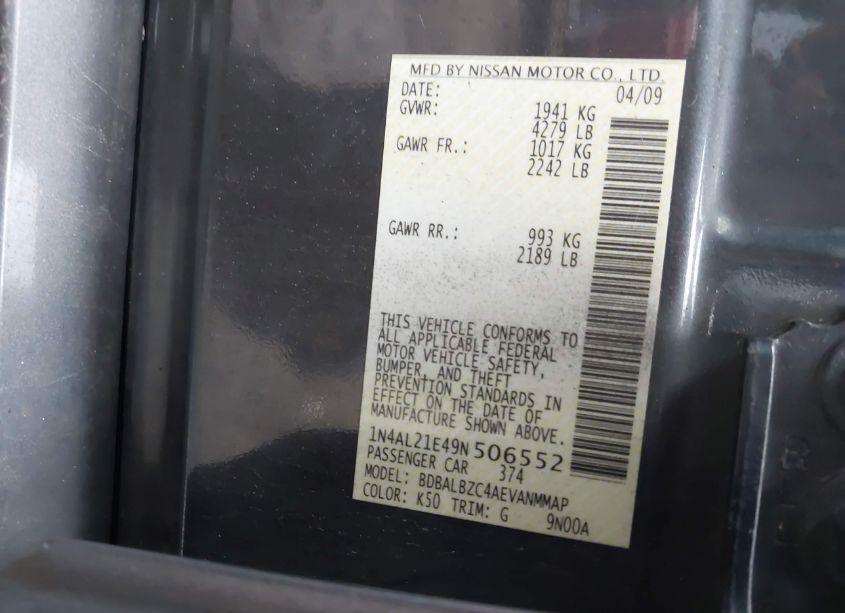 MFD BY NISSAN MOTOR CO., LTD.
DATE: 04/09
GVWR: 1941 KG
4279 LB
GAWR FR.: 1017 KG
2242 LB
GAWR RR.: 993 KG
2189 LB
THIS VEHICLE CONFORMS TO
ALL APPLICABLE FEDERAL
MOTOR VEHICLE SAFETY,
BUMPER, AND THEFT
PREVENTION STANDARDS IN
EFFECT ON THE DATE OF
MANUFACTURE SHOWN ABOVE.
1N4AL21E49N506552
PASSENGER CAR 374
MODEL: BDBALBZC4AEVANMMAP
COLOR: K50 TRIM: G 9N00A